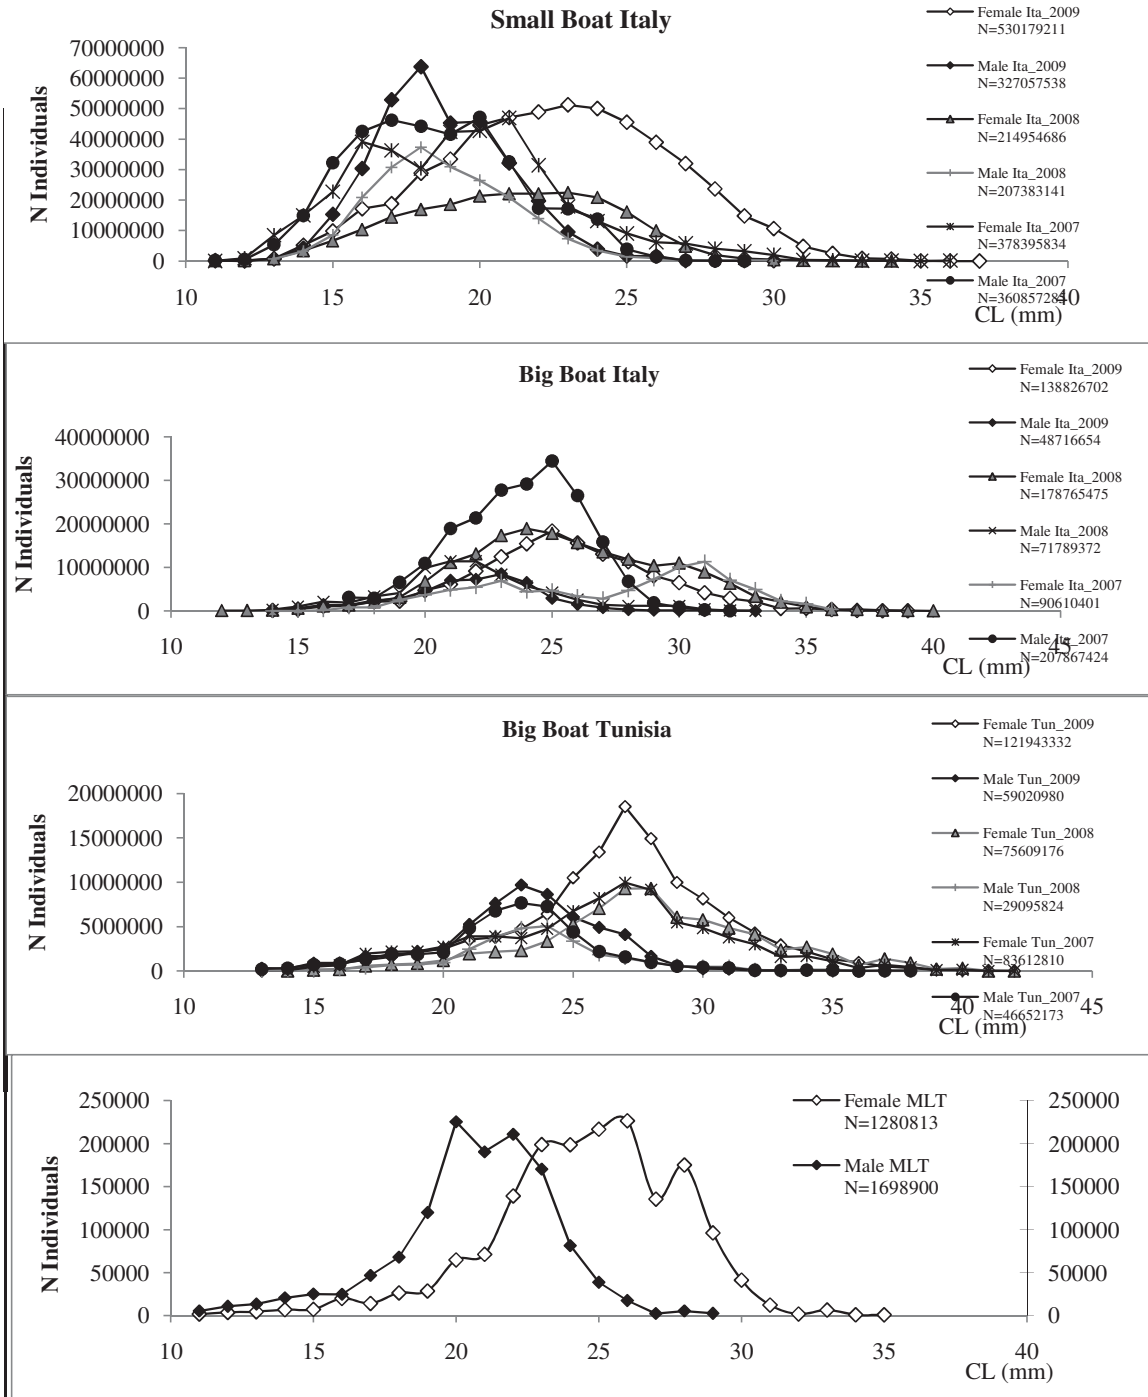 Small Boat Italy
Female Ita_2009
N=530179211
Male Ita_2009
N=327057538
Female Ita_2008
N=214954686
Male Ita_2008
N=207383141
Female Ita_2007
N=378395834
Male Ita_2007
N Individuals
70000000
60000000
50000000
40000000
30000000
20000000
10000000
0
10 15 20 25 30 35 40
CL (mm)
Big Boat Italy
Female Ita_2009
N=138826702
Male Ita_2009
N=48716654
Female Ita_2008
N=178765475
Male Ita_2008
N=71789372
Female Ita_2007
N=90610401
Male Ita_2007
N=207867424
N Individuals
40000000
30000000
20000000
10000000
0
10 15 20 25 30 35 40 45
CL (mm)
Big Boat Tunisia
Female Tun_2009
N=121943332
Male Tun_2009
N=59020980
Female Tun_2008
N=75609176
Male Tun_2008
N=29095824
Female Tun_2007
N=83612810
Male Tun_2007
N=46652173
N Individuals
20000000
15000000
10000000
5000000
0
10 15 20 25 30 35 40 45
CL (mm)
Female MLT
N=1280813
Male MLT
N=1698900
N Individuals
250000 250000
200000 200000
150000 150000
100000 100000
50000 50000
0 0
10 15 20 25 30 35 40
CL (mm)